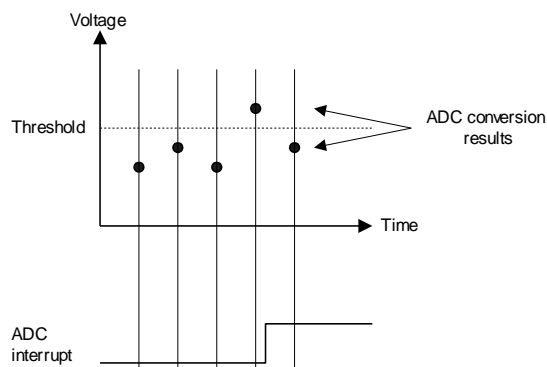 Voltage
Threshold
ADC conversion
results
Time
ADC
interrupt